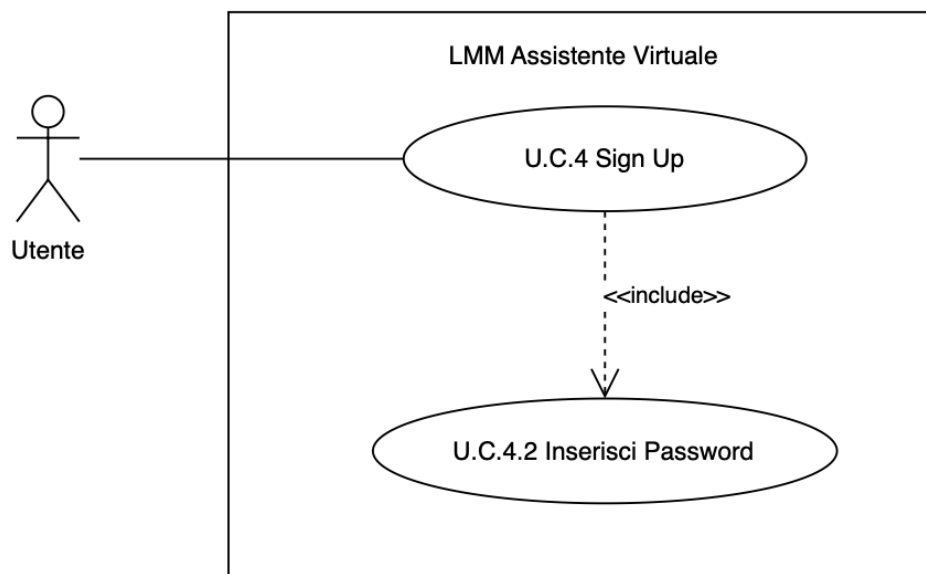 LMM Assistente Virtuale
U.C.4 Sign Up
Utente
<<include>>
U.C.4.2 Inserisci Password